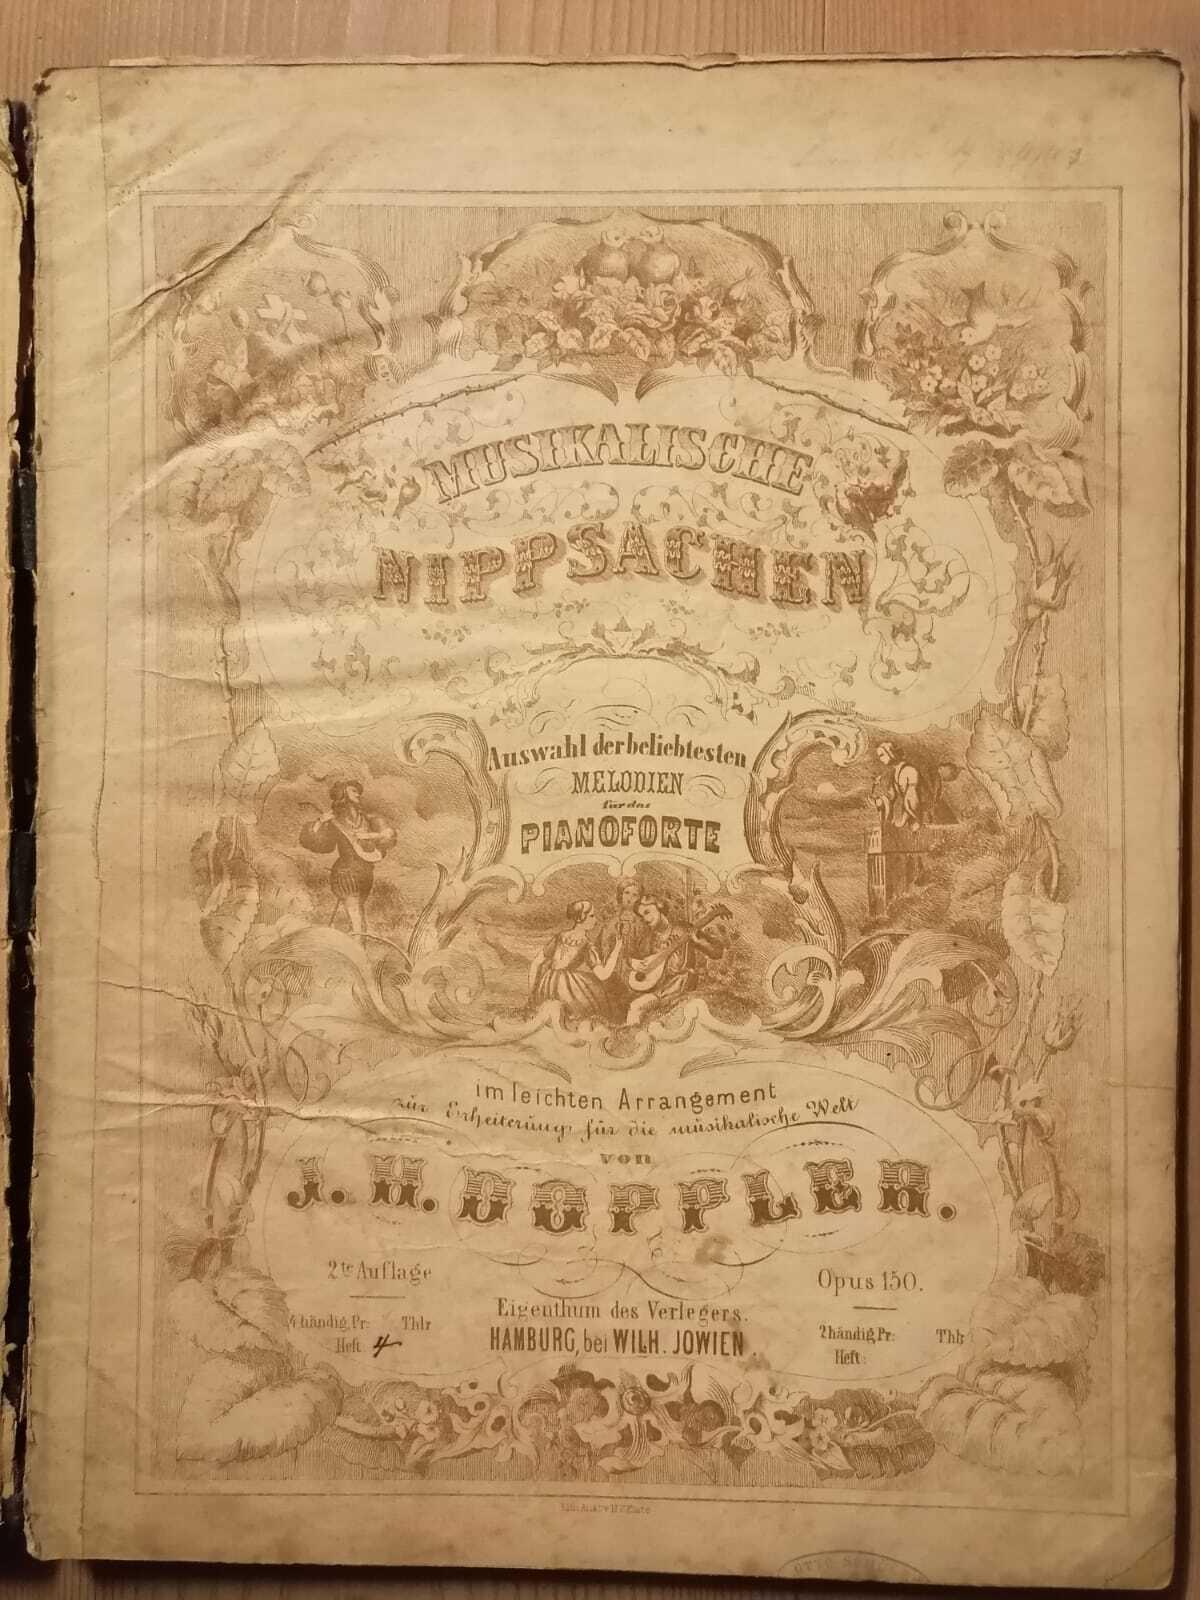 MUSIKALISCHE
NIPPSACHEN
Auswahl der beliebtesten
MELODIEN
für das
PIANOFORTE
im leichten Arrangement
zur Erheiterung für die musikalische Welt
von
J. H. DOPPLER.
2te Auflage
Opus 150.
4händig Pr: Thlr
Heft 4
Eigenthum des Verlegers.
HAMBURG, bei WILH. JOWIEN.
2händig Pr: Thlr
Heft:
OTTO